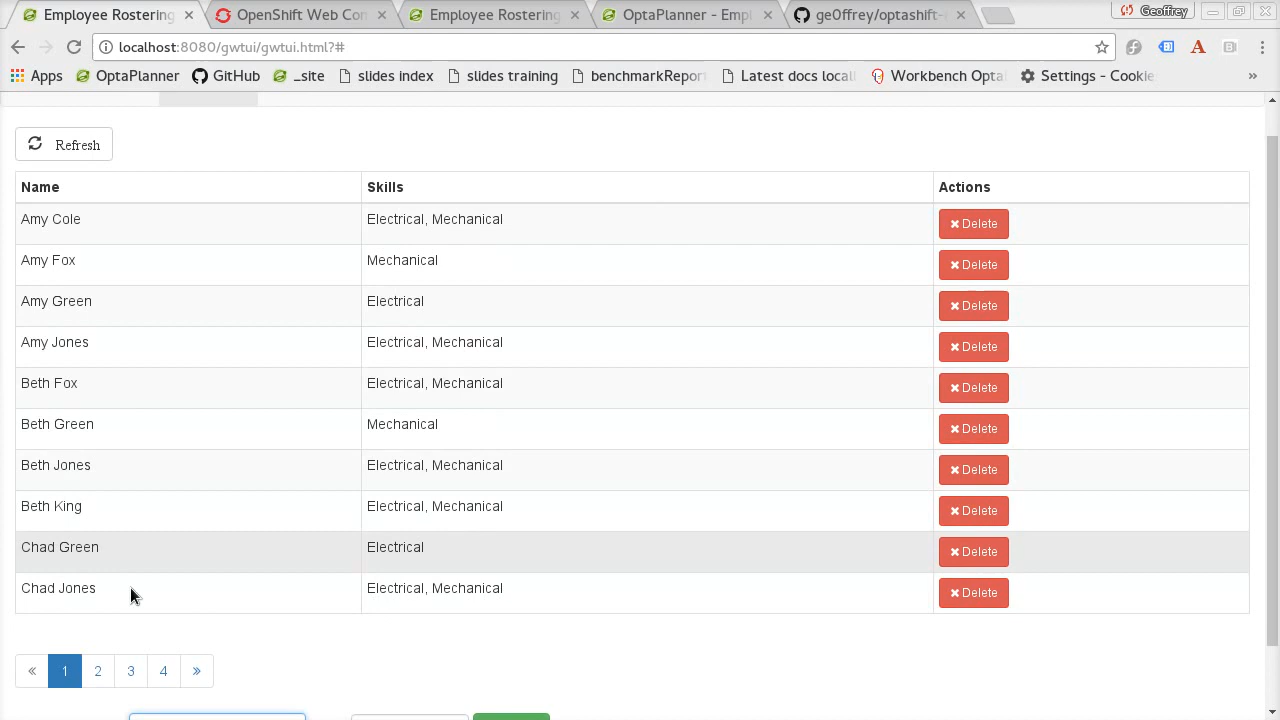 Employee Rostering
OpenShift Web Con
Employee Rostering
OptaPlanner - Empl
ge0ffrey/optashift-
Geoffrey
localhost:8080/gwtui/gwtui.html?#
Apps OptaPlanner GitHub _site slides index slides training benchmarkRepor Latest docs local Workbench Opta Settings - Cookie »
Refresh
Name Skills Actions
Amy Cole Electrical, Mechanical Delete
Amy Fox Mechanical Delete
Amy Green Electrical Delete
Amy Jones Electrical, Mechanical Delete
Beth Fox Electrical, Mechanical Delete
Beth Green Mechanical Delete
Beth Jones Electrical, Mechanical Delete
Beth King Electrical, Mechanical Delete
Chad Green Electrical Delete
Chad Jones Electrical, Mechanical Delete
« 1 2 3 4 »